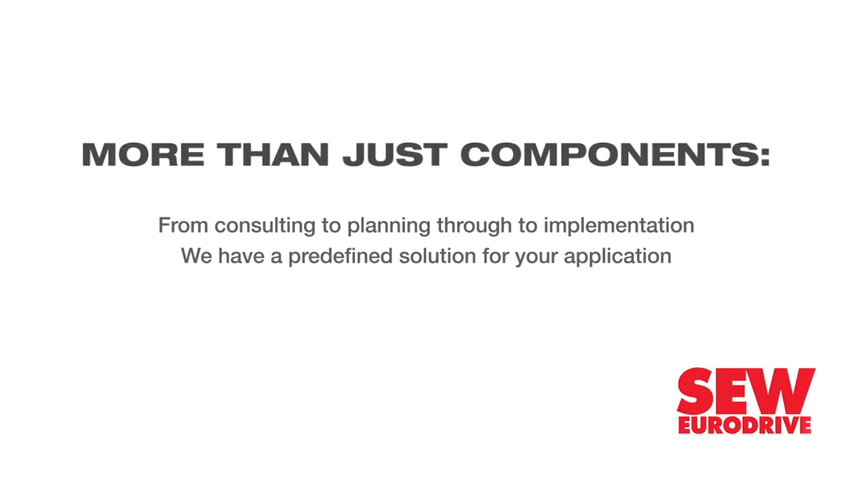 MORE THAN JUST COMPONENTS:
From consulting to planning through to implementation
We have a predefined solution for your application
SEW
EURODRIVE